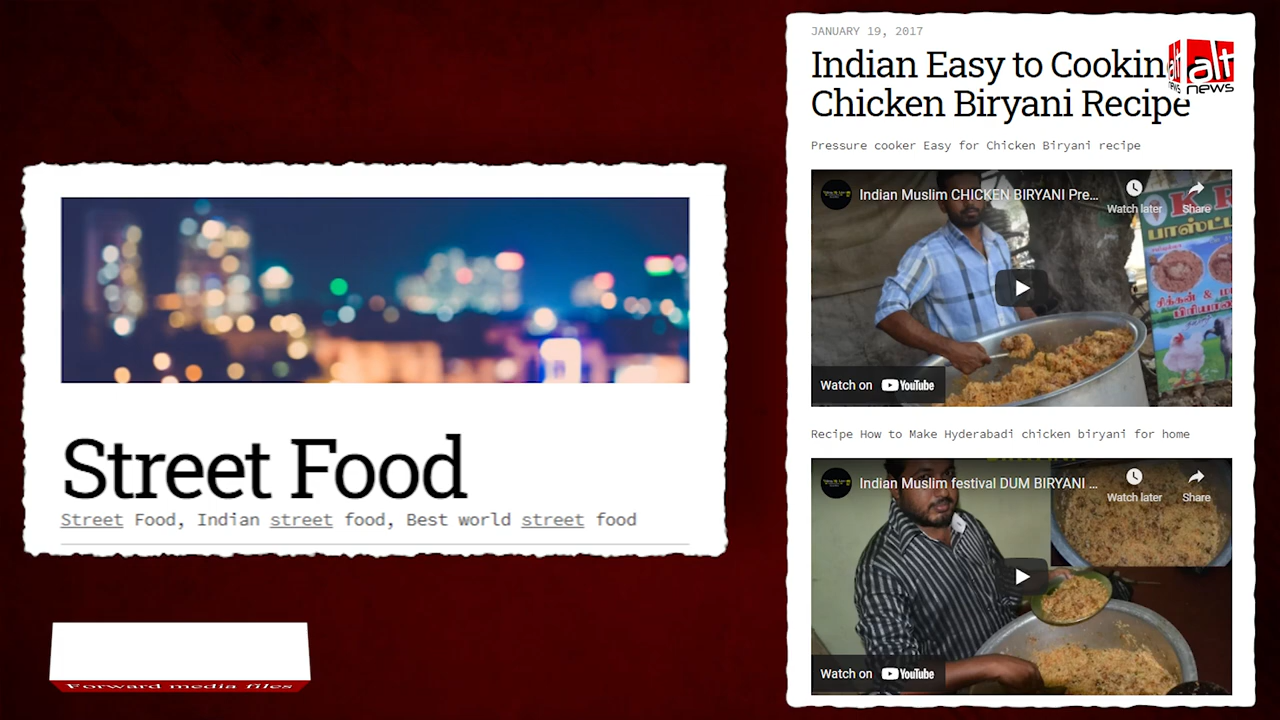 Street Food
Street Food, Indian street food, Best world street food
Forward media files
JANUARY 19, 2017
Indian Easy to Cooking
Chicken Biryani Recipe
alt
news
Pressure cooker Easy for Chicken Biryani recipe
Indian Muslim CHICKEN BIRYANI Pre...
Watch later
Share
பாஸ்ட்
சிக்கன் &
Watch on YouTube
Recipe How to Make Hyderabadi chicken biryani for home
Indian Muslim festival DUM BIRYANI ...
Watch later
Share
Watch on YouTube